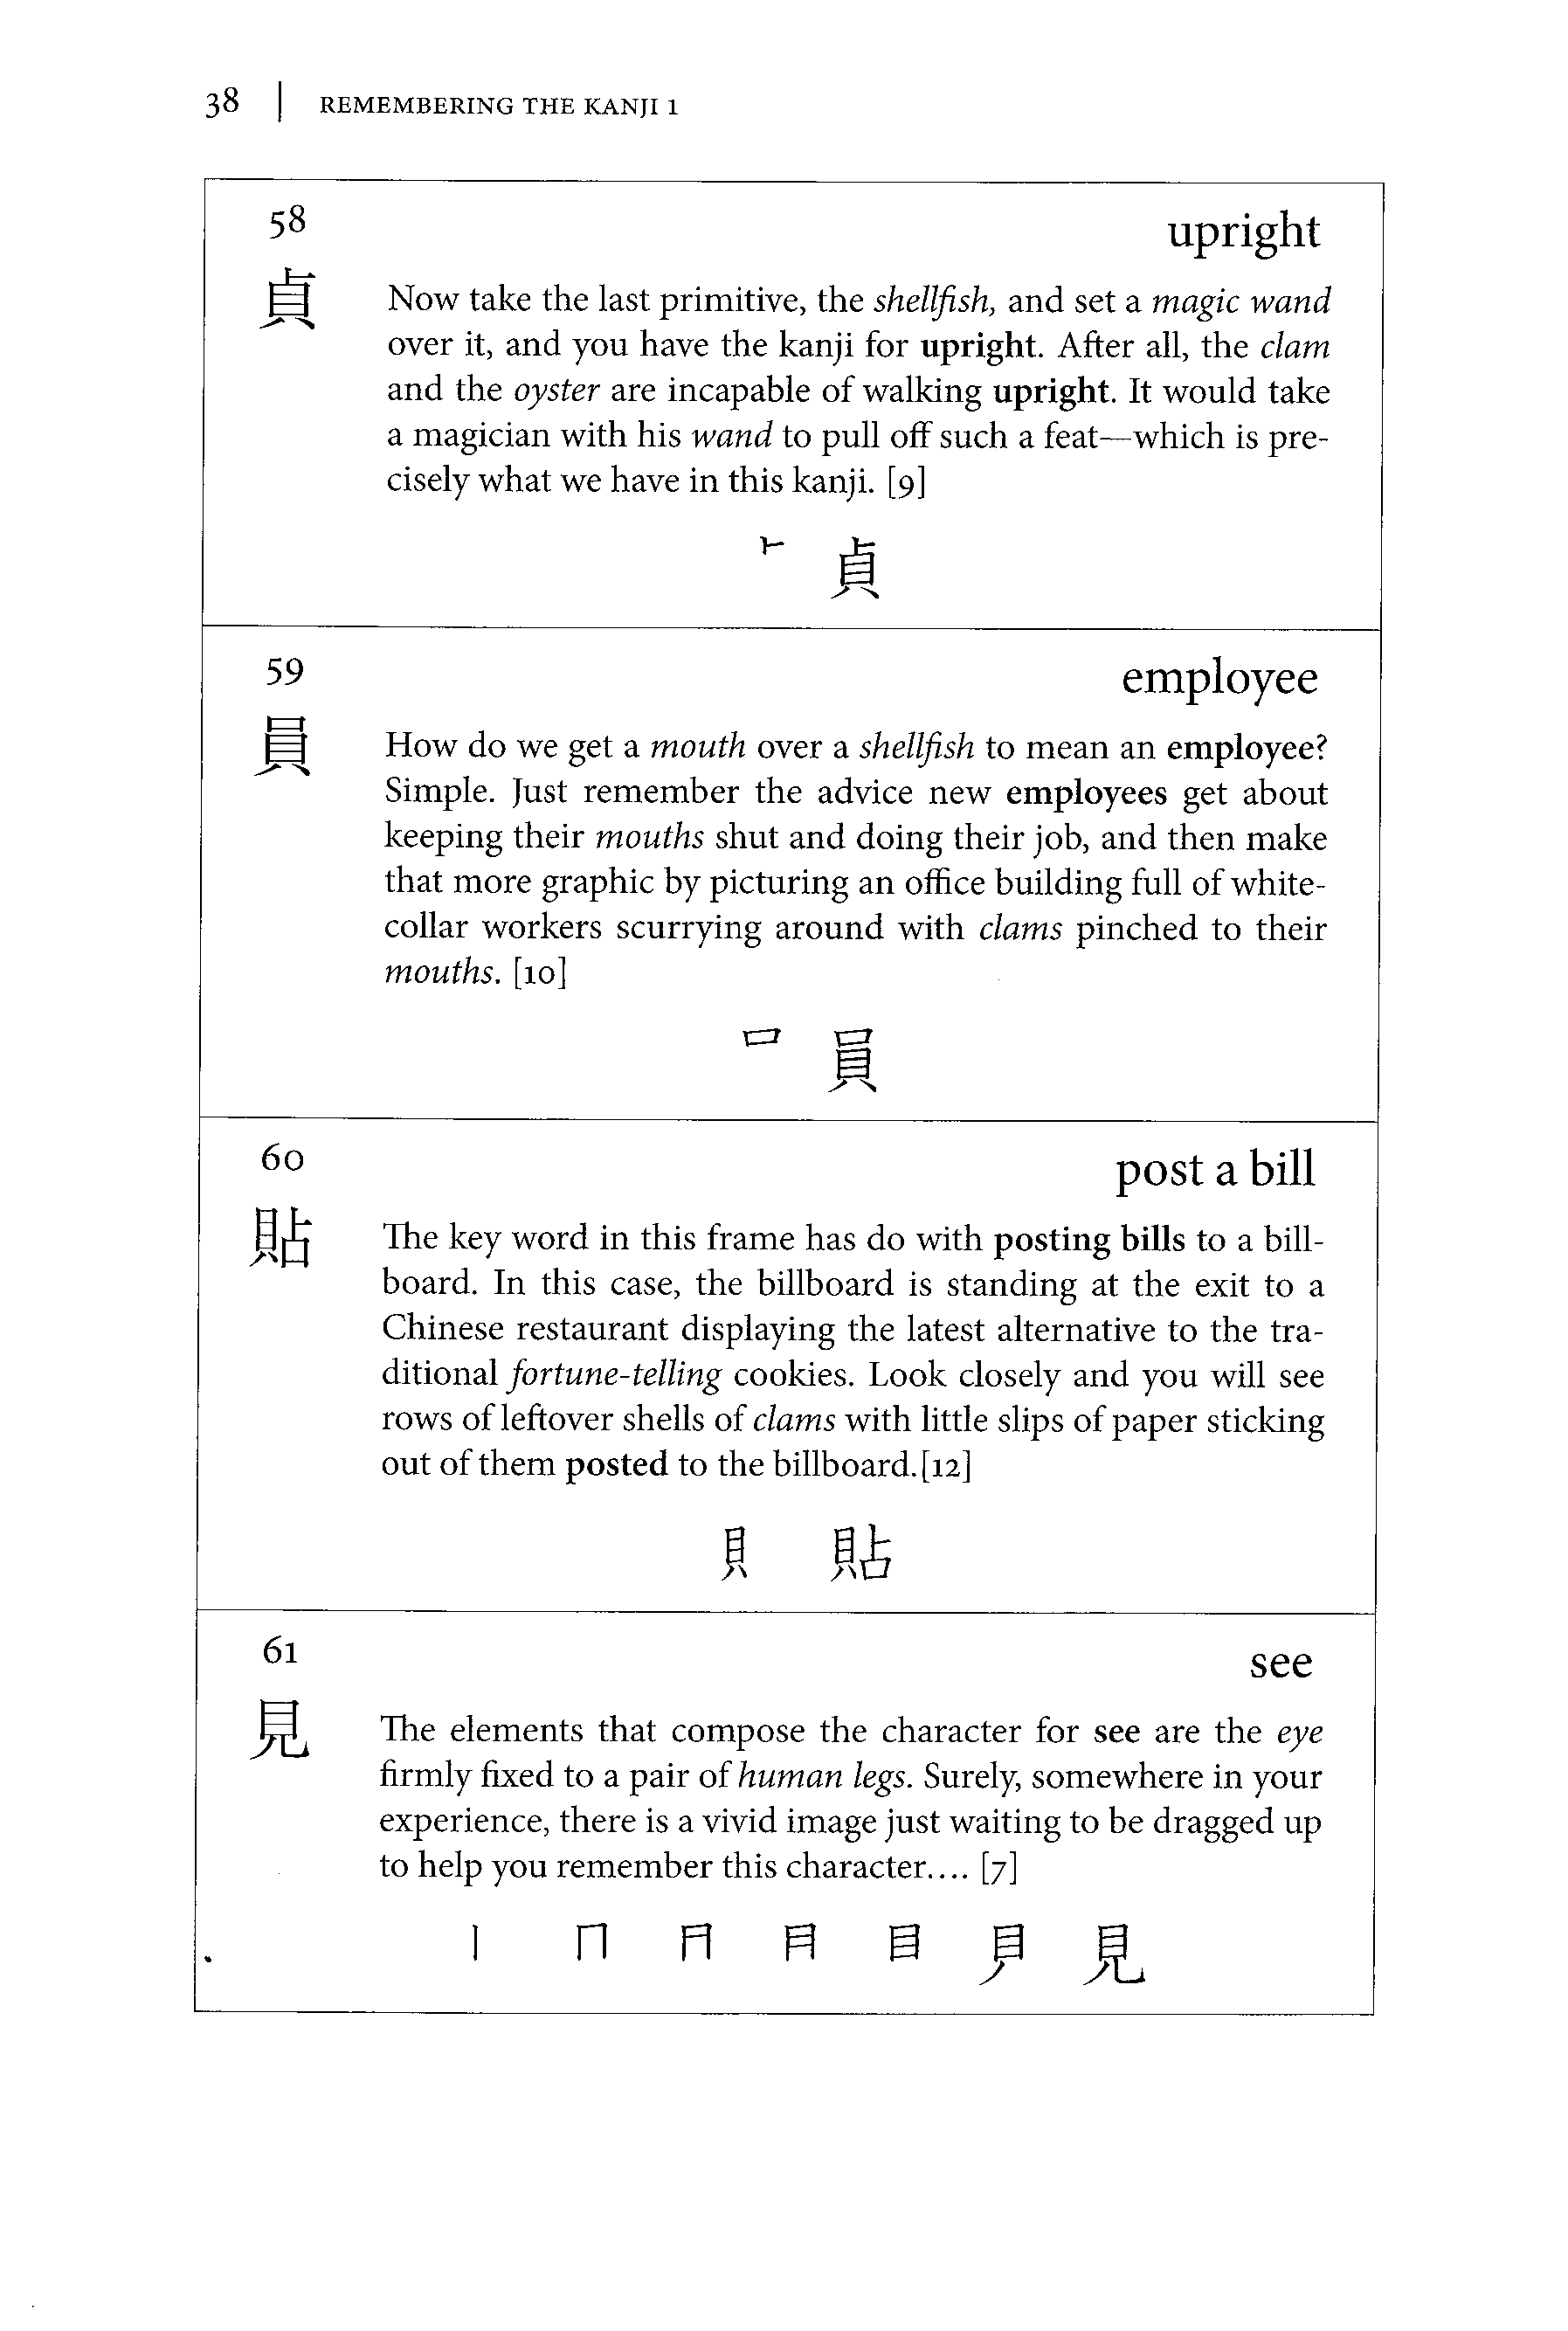 38 | REMEMBERING THE KANJI 1
58 upright
貞 Now take the last primitive, the shellfish, and set a magic wand
over it, and you have the kanji for upright. After all, the clam
and the oyster are incapable of walking upright. It would take
a magician with his wand to pull off such a feat—which is pre-
cisely what we have in this kanji. [9]
⺊ 貞
59 employee
員 How do we get a mouth over a shellfish to mean an employee?
Simple. Just remember the advice new employees get about
keeping their mouths shut and doing their job, and then make
that more graphic by picturing an office building full of white-
collar workers scurrying around with clams pinched to their
mouths. [10]
口 員
60 post a bill
貼 The key word in this frame has do with posting bills to a bill-
board. In this case, the billboard is standing at the exit to a
Chinese restaurant displaying the latest alternative to the tra-
ditional fortune-telling cookies. Look closely and you will see
rows of leftover shells of clams with little slips of paper sticking
out of them posted to the billboard.[12]
貝 貼
61 see
見 The elements that compose the character for see are the eye
firmly fixed to a pair of human legs. Surely, somewhere in your
experience, there is a vivid image just waiting to be dragged up
to help you remember this character.... [7]
丨 冂 目 見